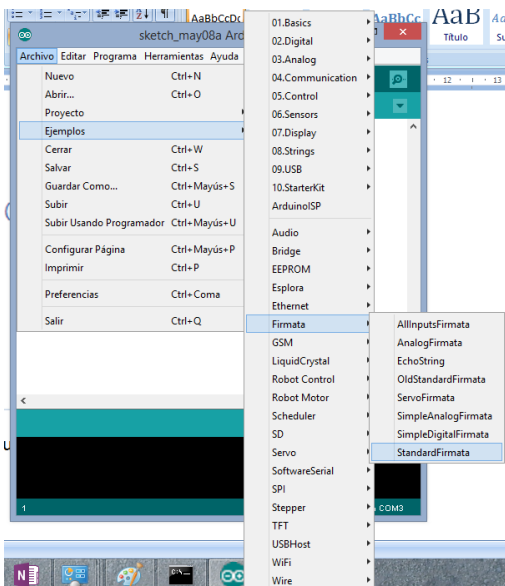 AaBbCcDc
AaBbCc
AaB
Título
sketch_may08a Ard
Archivo Editar Programa Herramientas Ayuda
Nuevo Ctrl+N
Abrir... Ctrl+O
Proyecto
Ejemplos
Cerrar Ctrl+W
Salvar Ctrl+S
Guardar Como... Ctrl+Mayús+S
Subir Ctrl+U
Subir Usando Programador Ctrl+Mayús+U
Configurar Página Ctrl+Mayús+P
Imprimir Ctrl+P
Preferencias Ctrl+Coma
Salir Ctrl+Q
01.Basics
02.Digital
03.Analog
04.Communication
05.Control
06.Sensors
07.Display
08.Strings
09.USB
10.StarterKit
ArduinoISP
Audio
Bridge
EEPROM
Esplora
Ethernet
Firmata
GSM
LiquidCrystal
Robot Control
Robot Motor
Scheduler
SD
Servo
SoftwareSerial
SPI
Stepper
TFT
USBHost
WiFi
Wire
AllInputsFirmata
AnalogFirmata
EchoString
OldStandardFirmata
ServoFirmata
SimpleAnalogFirmata
SimpleDigitalFirmata
StandardFirmata
12 13
1
COM3